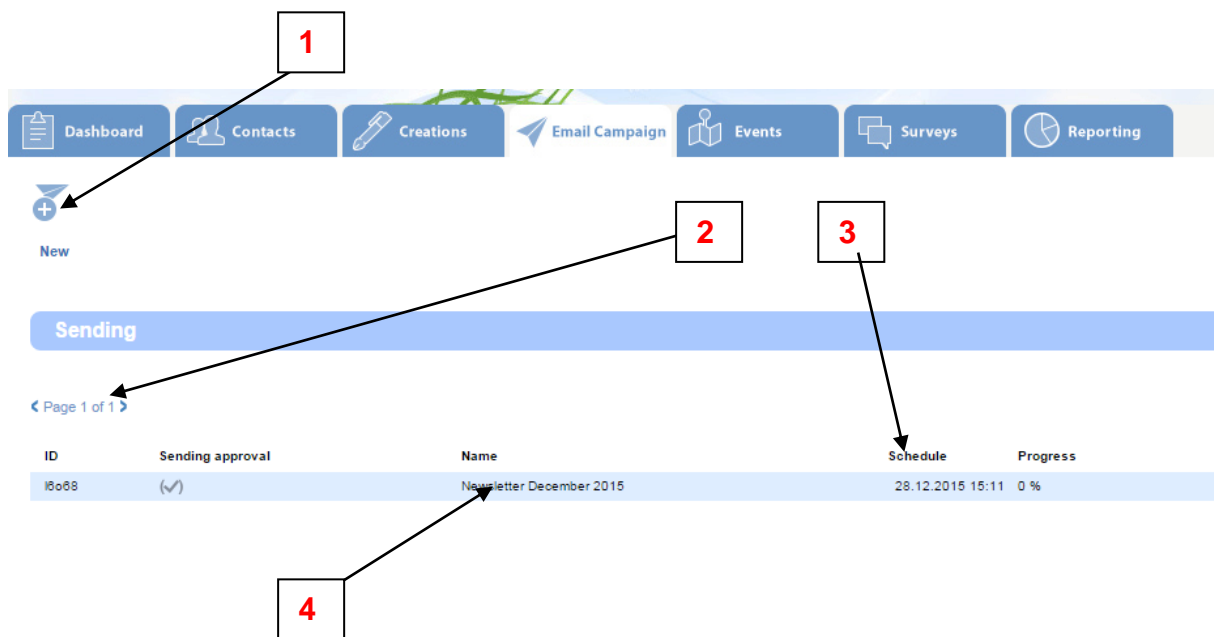 1
Dashboard Contacts Creations Email Campaign Events Surveys Reporting
New
2 3
Sending
Page 1 of 1
ID Sending approval Name Schedule Progress
l6o68 (✓) Newsletter December 2015 28.12.2015 15:11 0 %
4